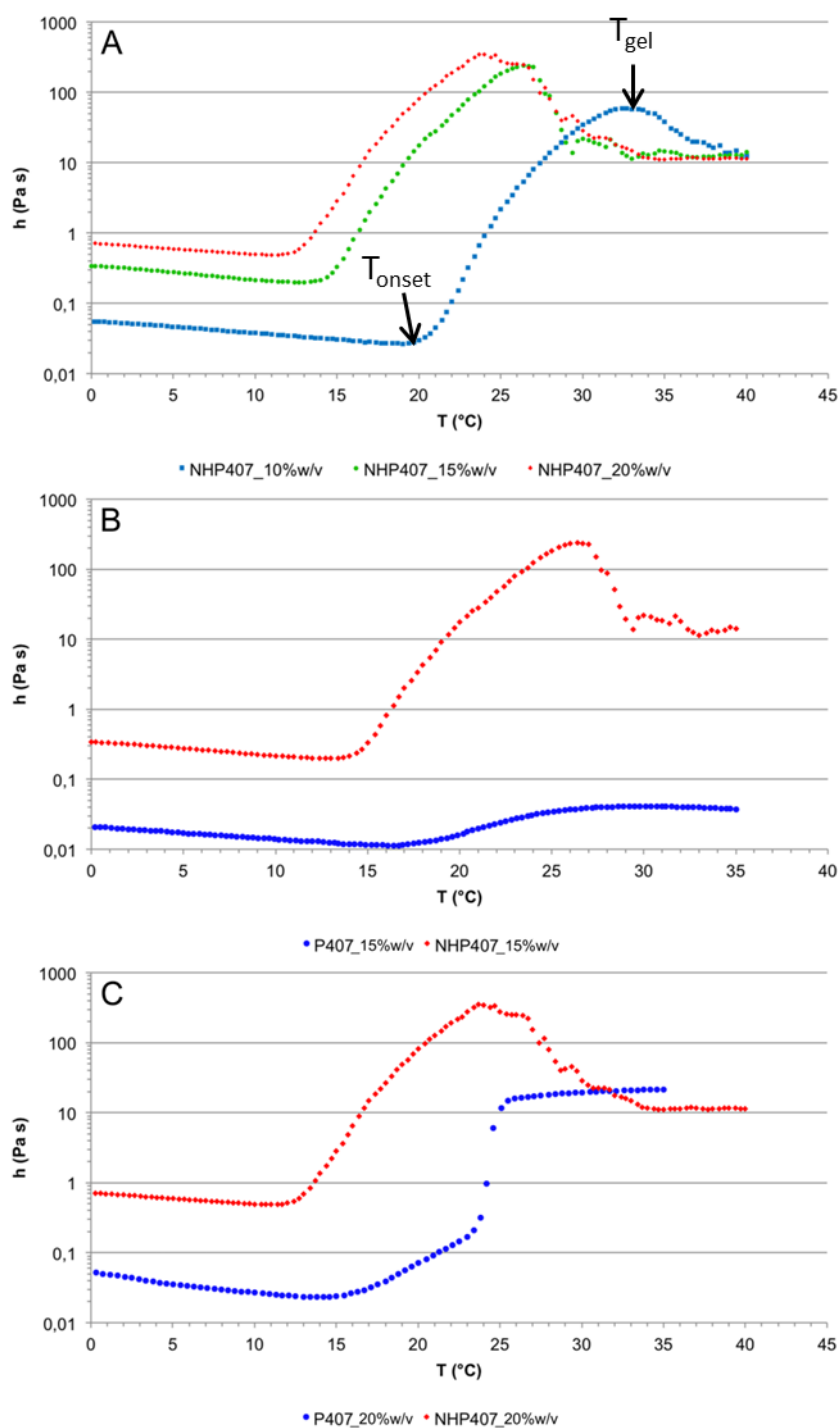 A
T gel
T onset
1000
100
10
1
0,1
0,01
h (Pa s)
0 5 10 15 20 25 30 35 40 45
T (°C)
NHP407_10%w/v NHP407_15%w/v NHP407_20%w/v
B
1000
100
10
1
0,1
0,01
h (Pa s)
0 5 10 15 20 25 30 35 40
T (°C)
P407_15%w/v NHP407_15%w/v
C
1000
100
10
1
0,1
0,01
h (Pa s)
0 5 10 15 20 25 30 35 40 45
T (°C)
P407_20%w/v NHP407_20%w/v